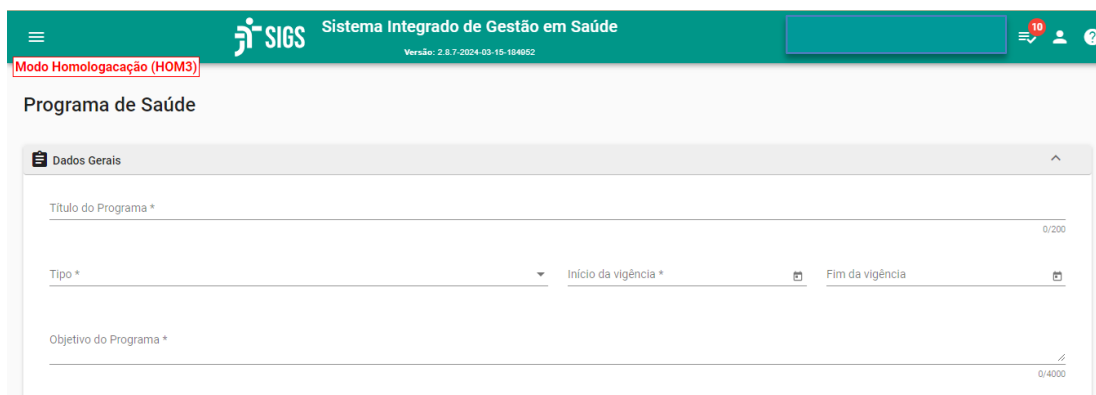 SIGS
Sistema Integrado de Gestão em Saúde
Versão: 2.8.7-2024-03-15-184952
10
?
Modo Homologacação (HOM3)
Programa de Saúde
Dados Gerais
Título do Programa *
0/200
Tipo *
Início da vigência *
Fim da vigência
Objetivo do Programa *
0/4000